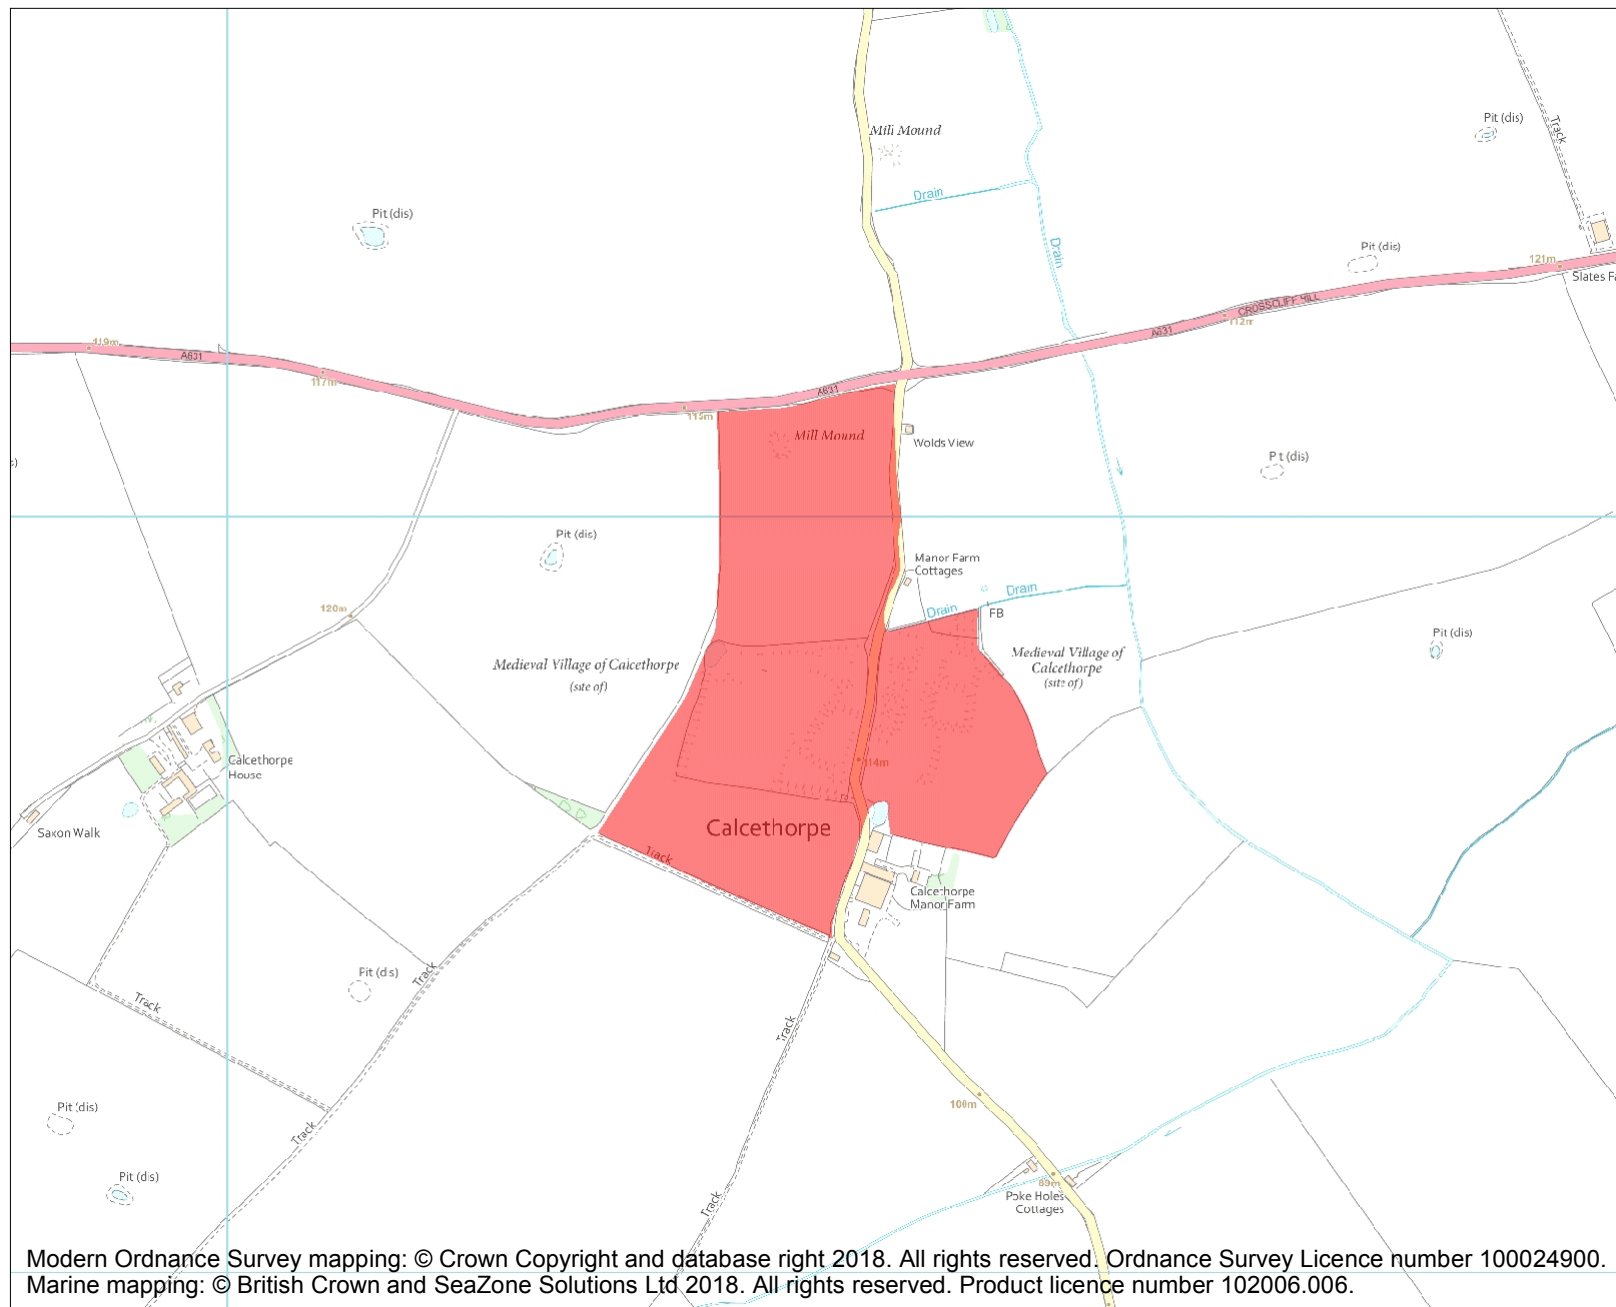 Mill Mound
Pit (dis)
Track
Drain
Pit (dis)
Drain
Pit (dis)
121m
Slates Fa
CROSSCLIFF HILL
112m
A631
119m
A631
117m
A631
115m
Mill Mound
Wolds View
Pit (dis)
Pit (dis)
Manor Farm
Cottages
Drain
Drain
FB
120m
Pit (dis)
Medieval Village of Calcethorpe
(site of)
Medieval Village of
Calcethorpe
(site of)
Calcethorpe
House
114m
Saxon Walk
Calcethorpe
Track
Calcethorpe
Manor Farm
Pit (dis)
Track
Track
Track
100m
Pit (dis)
Track
Pit (dis)
Track
89m
Poke Holes
Cottages
Modern Ordnance Survey mapping: © Crown Copyright and database right 2018. All rights reserved. Ordnance Survey Licence number 100024900.
Marine mapping: © British Crown and SeaZone Solutions Ltd 2018. All rights reserved. Product licence number 102006.006.